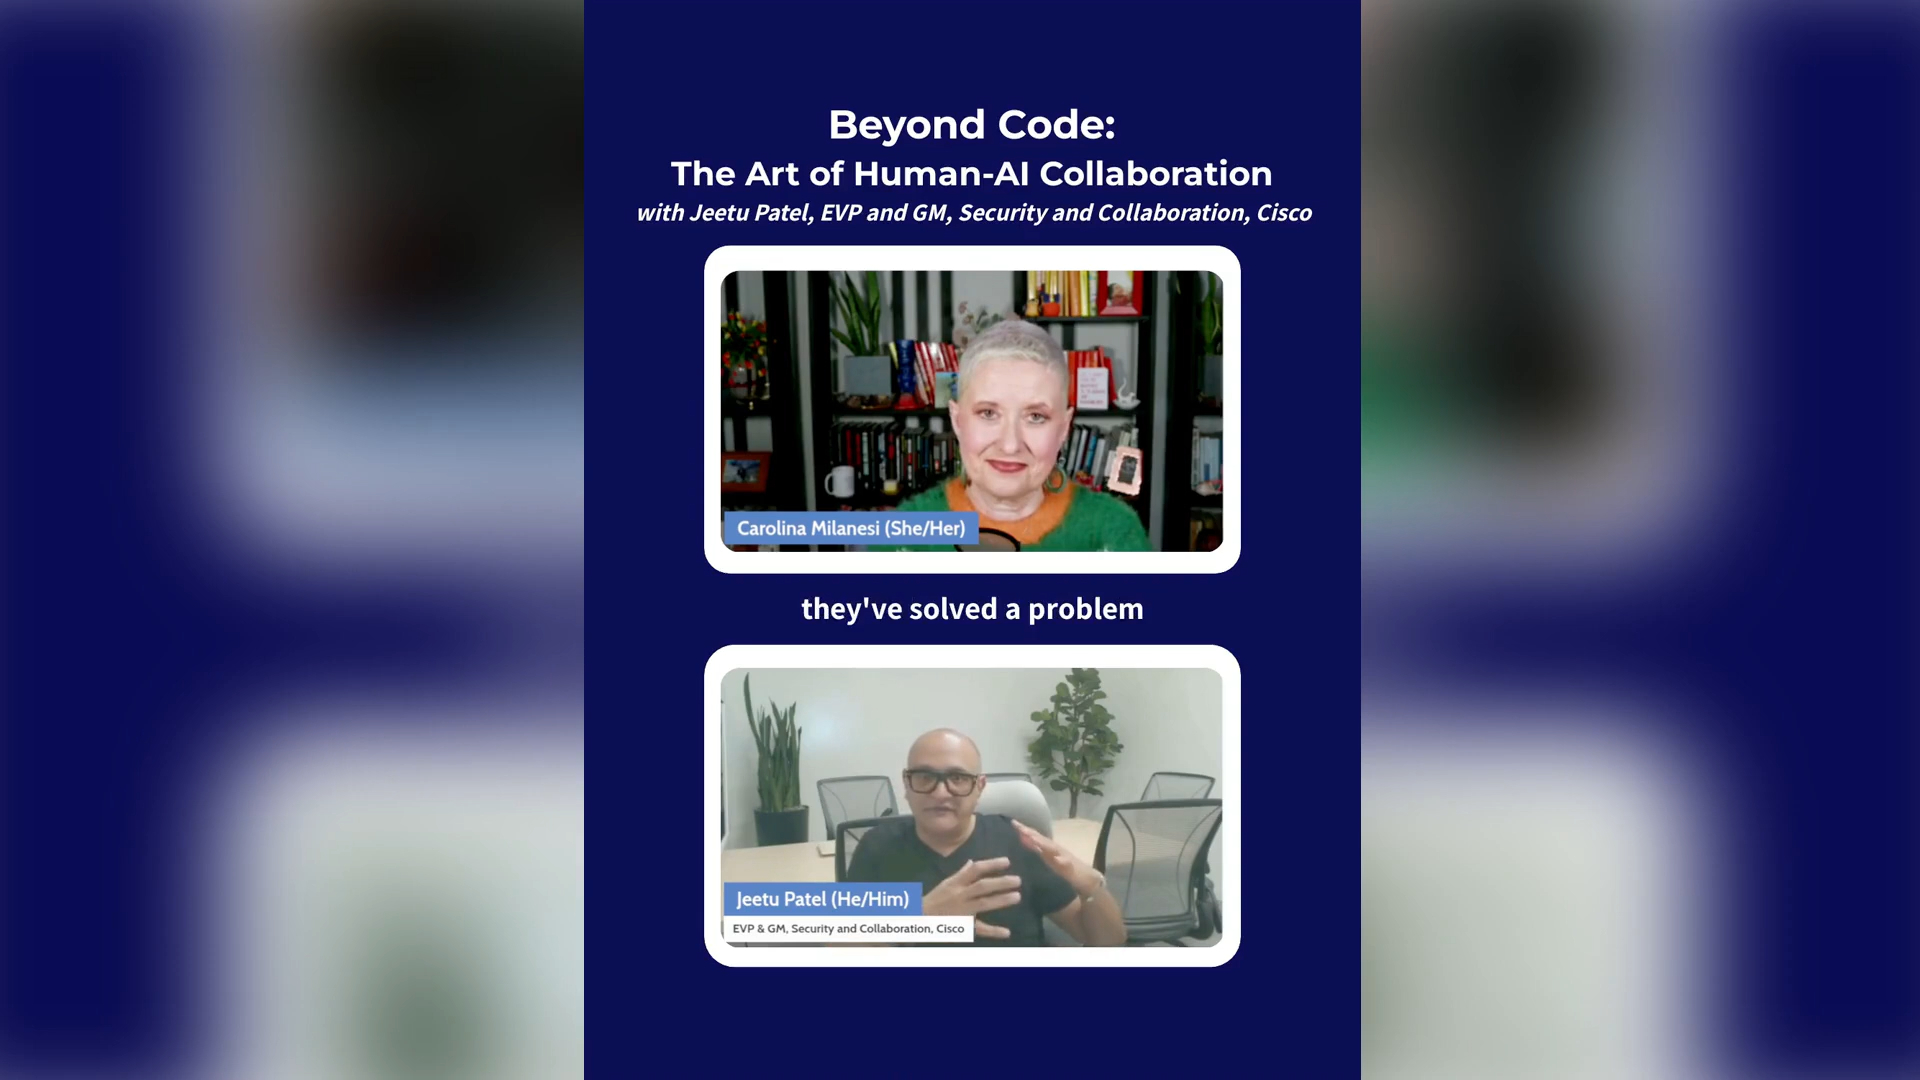 Beyond Code:
The Art of Human-AI Collaboration
with Jeetu Patel, EVP and GM, Security and Collaboration, Cisco
Carolina Milanesi (She/Her)
they've solved a problem
Jeetu Patel (He/Him)
EVP & GM, Security and Collaboration, Cisco